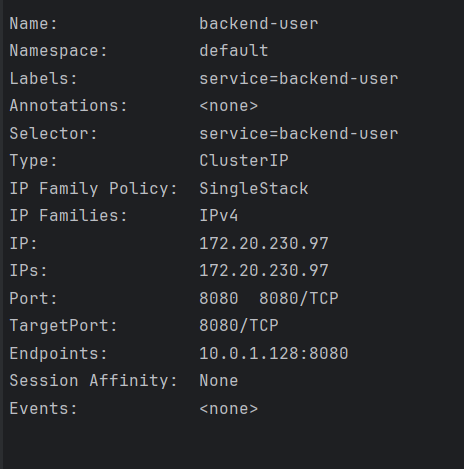 Name: backend-user
Namespace: default
Labels: service=backend-user
Annotations: <none>
Selector: service=backend-user
Type: ClusterIP
IP Family Policy: SingleStack
IP Families: IPv4
IP: 172.20.230.97
IPs: 172.20.230.97
Port: 8080 8080/TCP
TargetPort: 8080/TCP
Endpoints: 10.0.1.128:8080
Session Affinity: None
Events: <none>